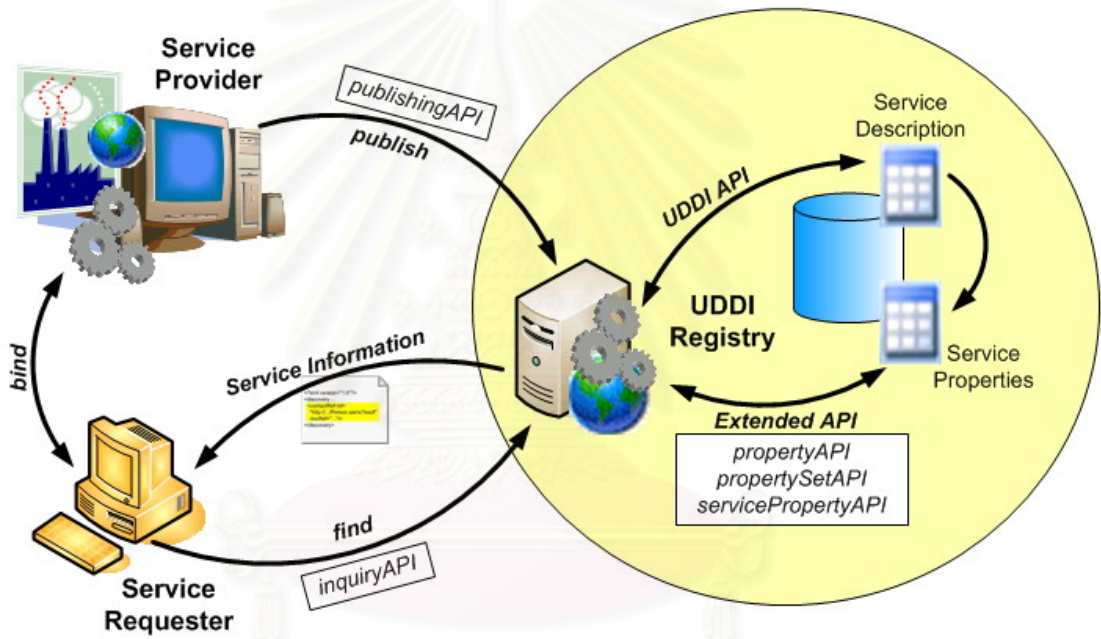 Service
Provider
publishingAPI
publish
Service
Description
UDDI API
UDDI
Registry
Service
Properties
bind
Service Information
Extended API
propertyAPI
propertySetAPI
servicePropertyAPI
find
inquiryAPI
Service
Requester